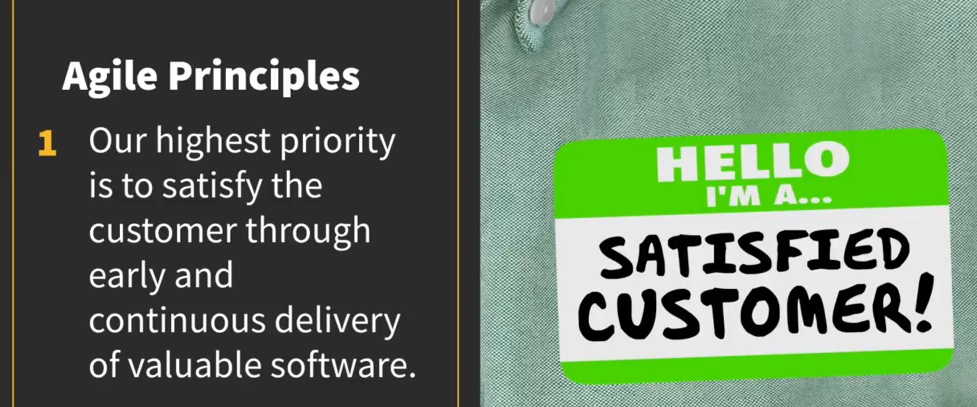 Agile Principles
1 Our highest priority
is to satisfy the
customer through
early and
continuous delivery
of valuable software.
HELLO
I'M A...
SATISFIED
CUSTOMER!